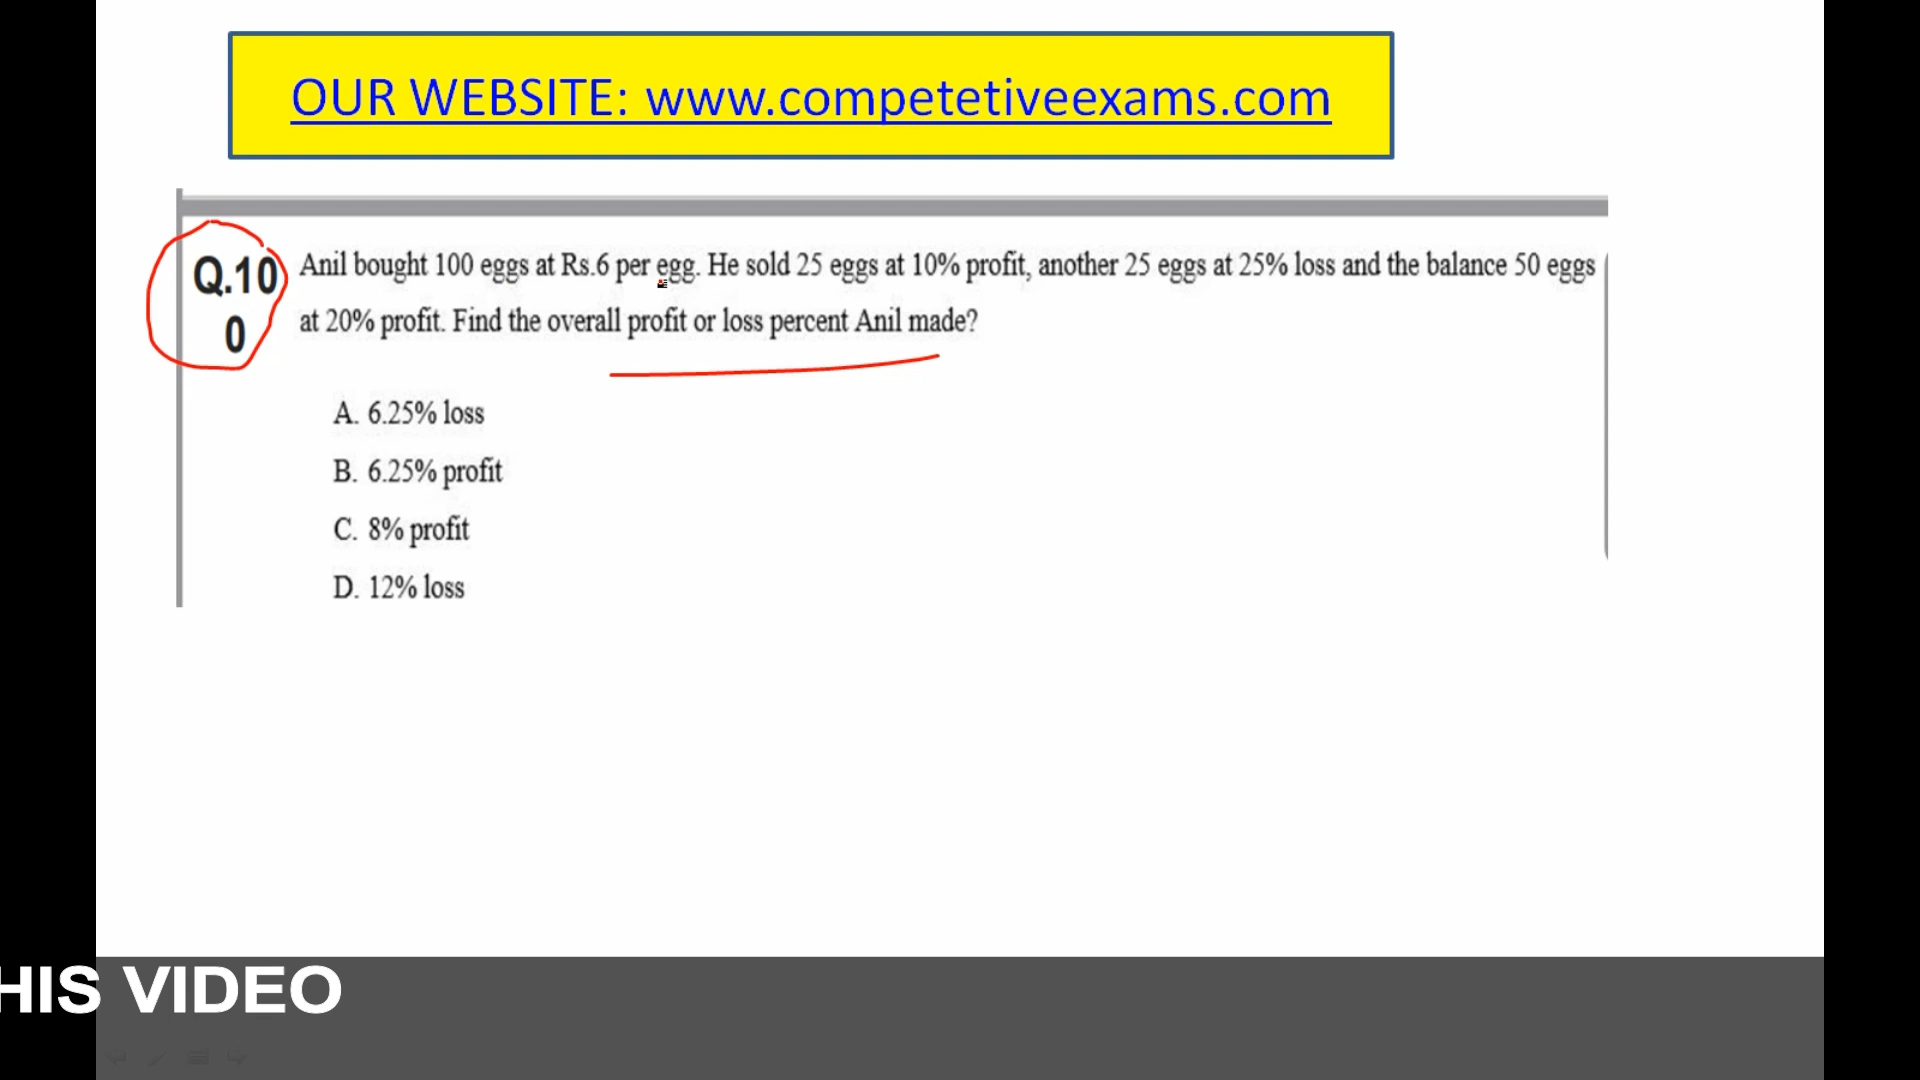 OUR WEBSITE: www.competetiveexams.com
Q.10
0
Anil bought 100 eggs at Rs.6 per egg. He sold 25 eggs at 10% profit, another 25 eggs at 25% loss and the balance 50 eggs
at 20% profit. Find the overall profit or loss percent Anil made?
A. 6.25% loss
B. 6.25% profit
C. 8% profit
D. 12% loss
HIS VIDEO